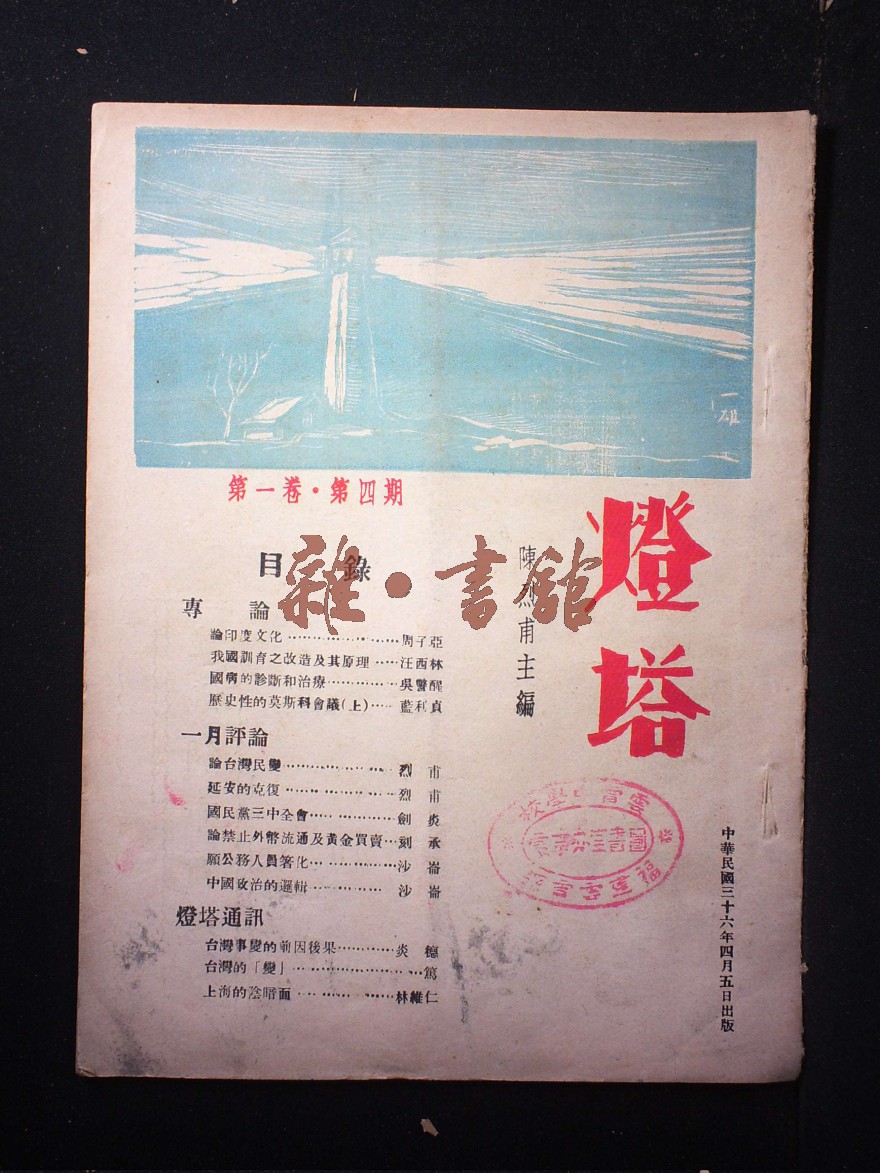 一雄
第一卷·第四期
燈塔
陳烈甫主編
雜·書館
目錄
專論
論印度文化……………………周子亞
我國訓育之改造及其原理……汪西林
國病的診斷和治療……………吳警醒
歷史性的莫斯科會議(上)……藍利貞
一月評論
論台灣民變……………………烈甫
延安的克復……………………烈甫
國民黨三中全會………………劍炎
論禁止外幣流通及黃金買賣…刻承
願公務人員警化………………沙崙
中國政治的邏輯………………沙崙
燈塔通訊
台灣事變的前因後果…………炎德
台灣的「變」……………………篤
上海的陰暗面…………………林維仁
中華民國三十六年四月五日出版